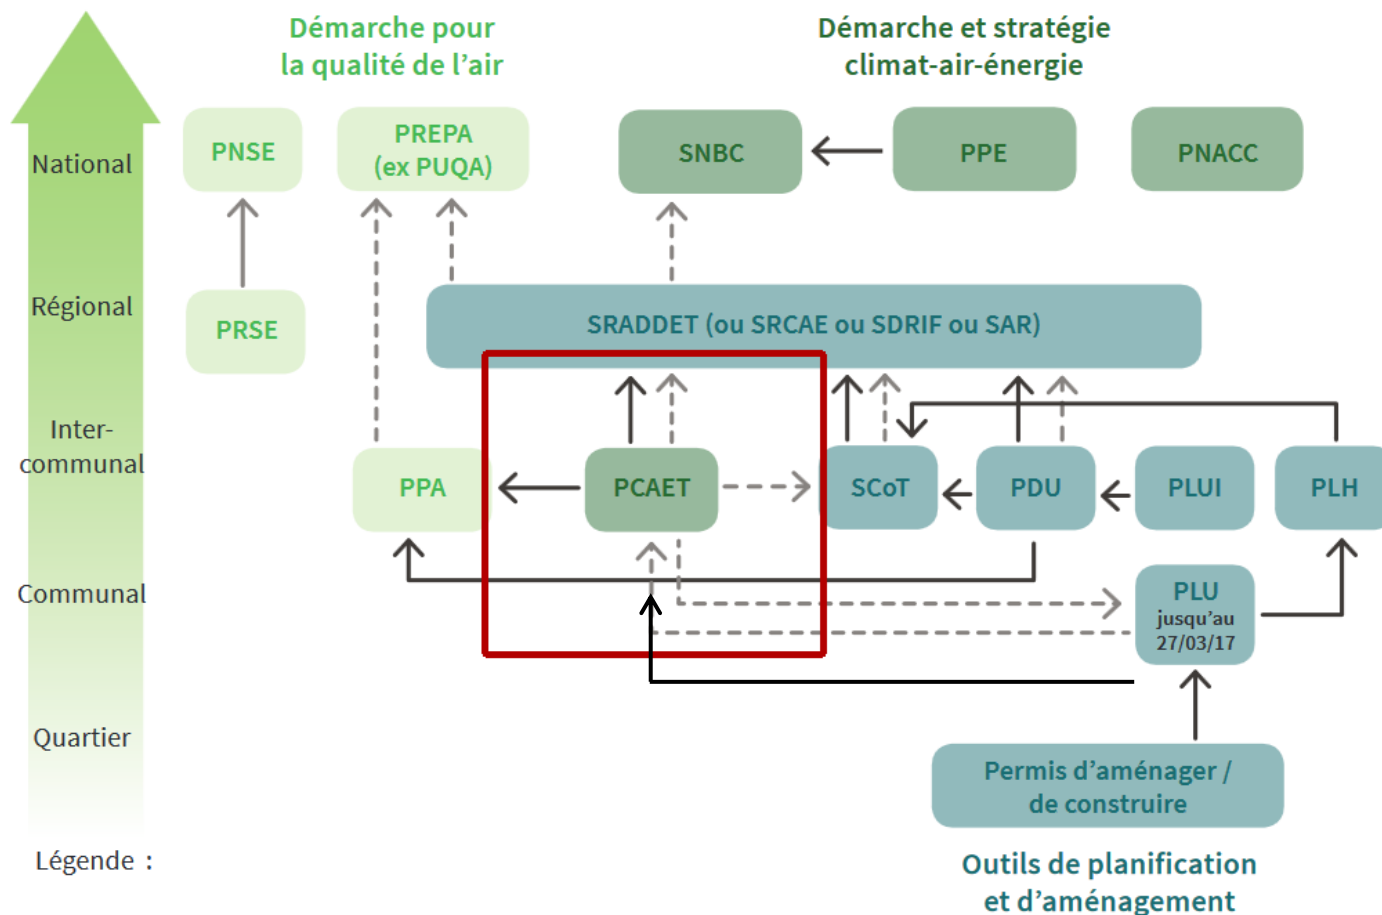 Démarche pour
la qualité de l'air
Démarche et stratégie
climat-air-énergie
National
PNSE
PREPA
(ex PUQA)
SNBC
PPE
PNACC
Régional
PRSE
SRADDET (ou SRCAE ou SDRIF ou SAR)
Inter-
communal
PPA
PCAET
SCoT
PDU
PLUI
PLH
Communal
PLU
jusqu'au
27/03/17
Quartier
Permis d'aménager /
de construire
Légende :
Outils de planification
et d'aménagement